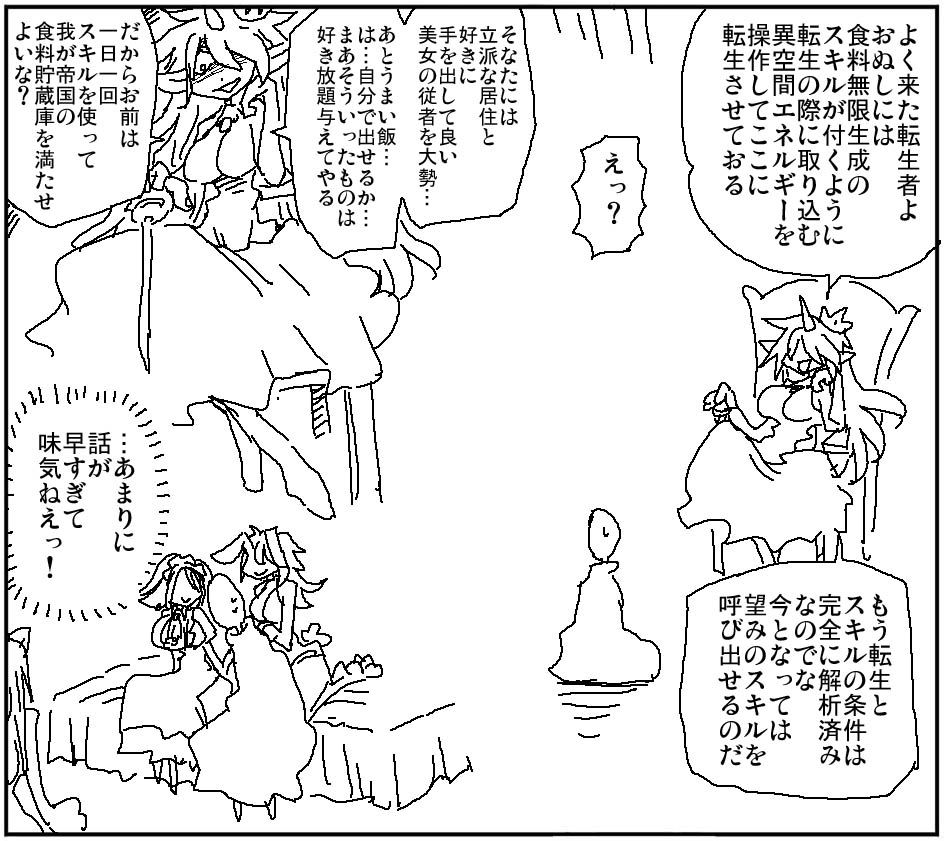 よく来た転生者よ
おぬしには
食料無限生成の
スキルが付くように
転生の際に取り込む
異空間エネルギーを
操作してここに
転生させておる
えっ？
もう転生と
スキルの条件は
完全に解析済み
なのでな
今となっては
望みのスキルを
呼び出せるのだ
そなたには
立派な居住と
好きに
手を出して良い
美女の従者を大勢…
あとうまい飯…
は…自分で出せるか…
まあそういったものは
好き放題与えてやる
だからお前は
一日一回
スキルを使って
我が帝国の
食料貯蔵庫を満たせ
よいな？
…あまりに
話が
早すぎて
味気ねえっ！